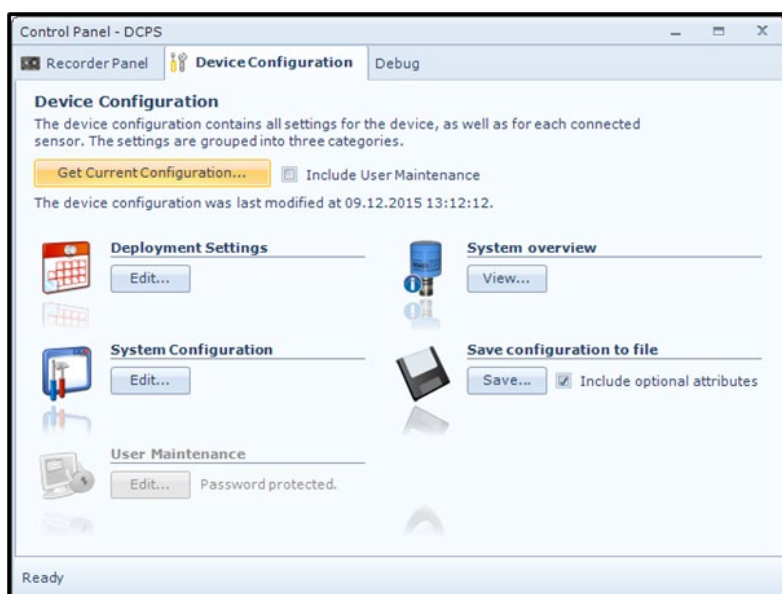 Control Panel - DCPS
Recorder Panel
Device Configuration
Debug
Device Configuration
The device configuration contains all settings for the device, as well as for each connected
sensor. The settings are grouped into three categories.
Get Current Configuration...
Include User Maintenance
The device configuration was last modified at 09.12.2015 13:12:12.
Deployment Settings
Edit...
System overview
View...
System Configuration
Edit...
Save configuration to file
Save...
Include optional attributes
User Maintenance
Edit...
Password protected.
Ready